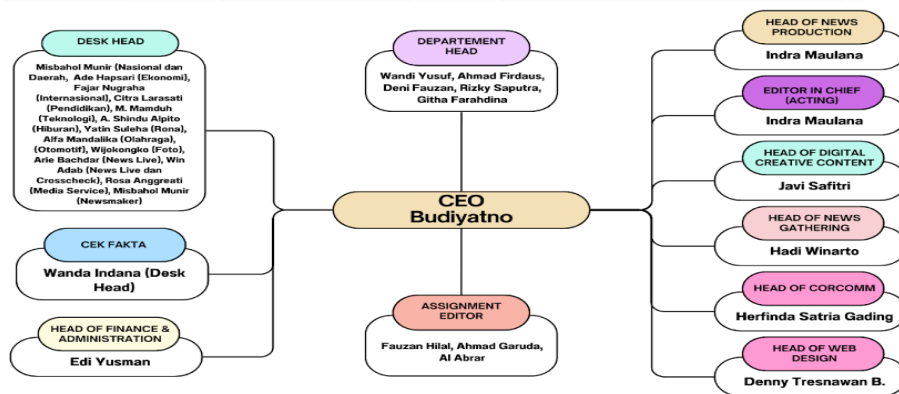 DESK HEAD
Misbahol Munir (Nasional dan
Daerah, Ade Hapsari (Ekonomi),
Fajar Nugraha
(Internasional), Citra Larasati
(Pendidikan), M. Mamduh
(Teknologi), A. Shindu Alpito
(Hiburan), Yatin Suleha (Rona),
Alfa Mandalika (Olahraga),
(Otomotif), Wijokongko (Foto),
Arie Bachdar (News Live), Win
Adab (News Live dan
Crosscheck), Rosa Anggreati
(Media Service), Misbahol Munir
(Newsmaker)
CEK FAKTA
Wanda Indana (Desk
Head)
HEAD OF FINANCE &
ADMINISTRATION
Edi Yusman
DEPARTEMENT
HEAD
Wandi Yusuf, Ahmad Firdaus,
Deni Fauzan, Rizky Saputra,
Githa Farahdina
CEO
Budiyatno
ASSIGNMENT
EDITOR
Fauzan Hilal, Ahmad Garuda,
Al Abrar
HEAD OF NEWS
PRODUCTION
Indra Maulana
EDITOR IN CHIEF
(ACTING)
Indra Maulana
HEAD OF DIGITAL
CREATIVE CONTENT
Javi Safitri
HEAD OF NEWS
GATHERING
Hadi Winarto
HEAD OF CORCOMM
Herfinda Satria Gading
HEAD OF WEB
DESIGN
Denny Tresnawan B.